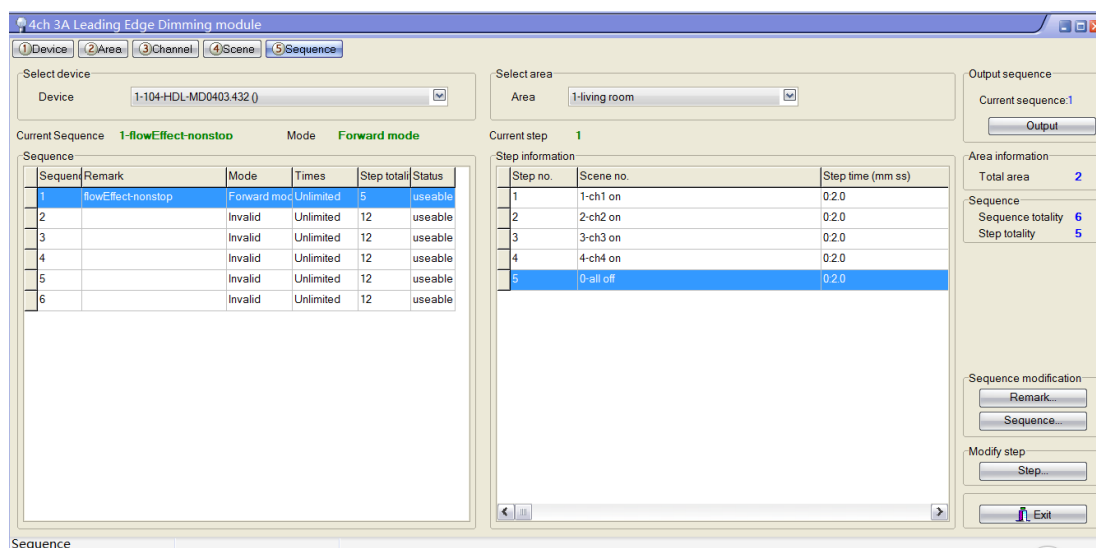 4ch 3A Leading Edge Dimming module
①Device ②Area ③Channel ④Scene ⑤Sequence
Select device
Device 1-104-HDL-MD0403.432 ()
Select area
Area 1-living room
Output sequence
Current sequence:1
Output
Current Sequence 1-flowEffect-nonstop Mode Forward mode
Current step 1
Area information
Total area 2
Sequence
Sequence totality 6
Step totality 5
Sequence
Sequenc Remark Mode Times Step totali Status
1 flowEffect-nonstop Forward moc Unlimited 5 useable
2 Invalid Unlimited 12 useable
3 Invalid Unlimited 12 useable
4 Invalid Unlimited 12 useable
5 Invalid Unlimited 12 useable
6 Invalid Unlimited 12 useable
Step information
Step no. Scene no. Step time (mm ss)
1 1-ch1 on 0:2.0
2 2-ch2 on 0:2.0
3 3-ch3 on 0:2.0
4 4-ch4 on 0:2.0
5 0-all off 0:2.0
Sequence modification
Remark...
Sequence...
Modify step
Step...
Exit
Sequence